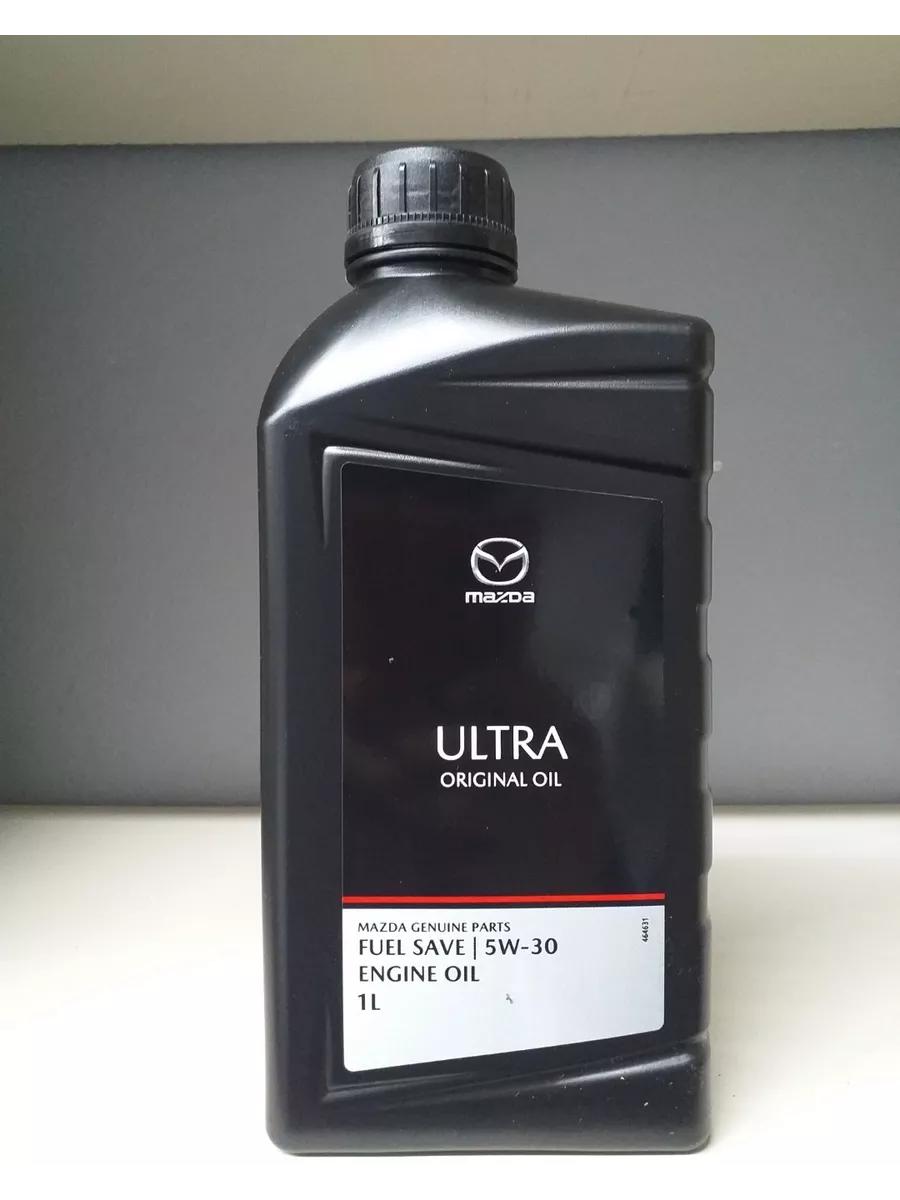 mazda
ULTRA
ORIGINAL OIL
MAZDA GENUINE PARTS
FUEL SAVE | 5W-30
ENGINE OIL
1L
464631